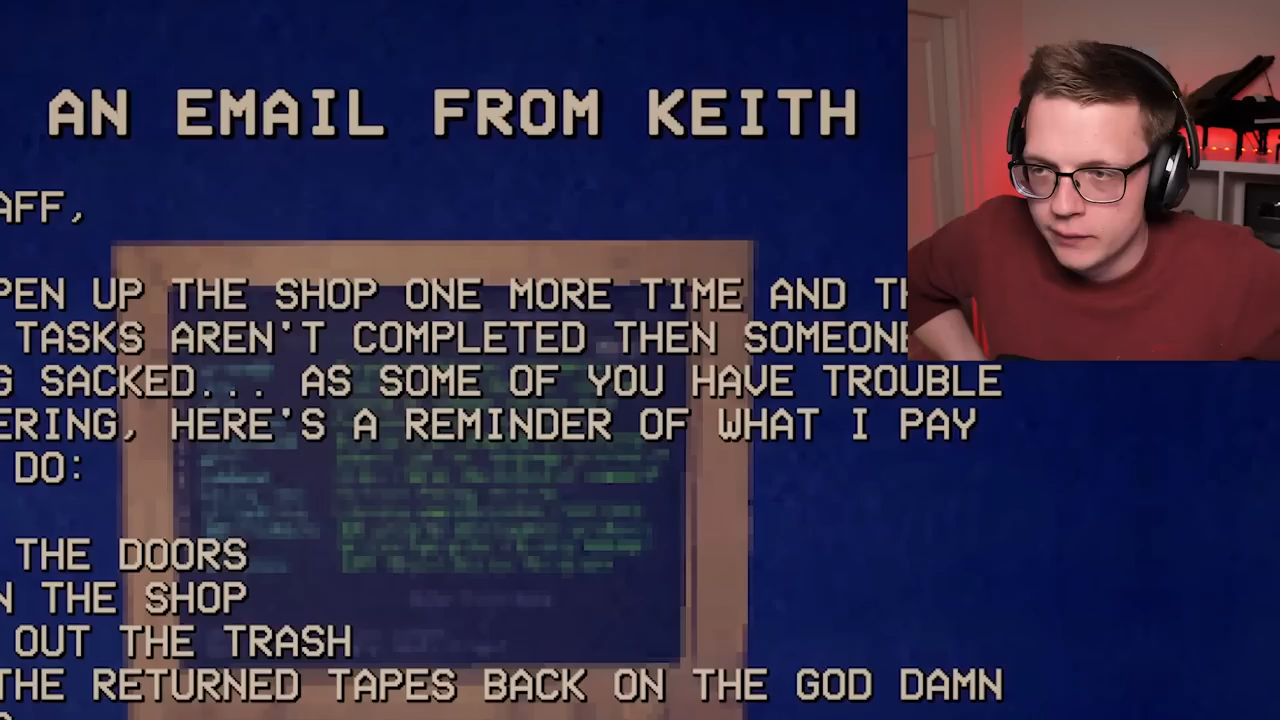 AN EMAIL FROM KEITH
AFF,
PEN UP THE SHOP ONE MORE TIME AND TH
TASKS AREN'T COMPLETED THEN SOMEONE
G SACKED... AS SOME OF YOU HAVE TROUBLE
ERING, HERE'S A REMINDER OF WHAT I PAY
DO:
THE DOORS
N THE SHOP
OUT THE TRASH
THE RETURNED TAPES BACK ON THE GOD DAMN